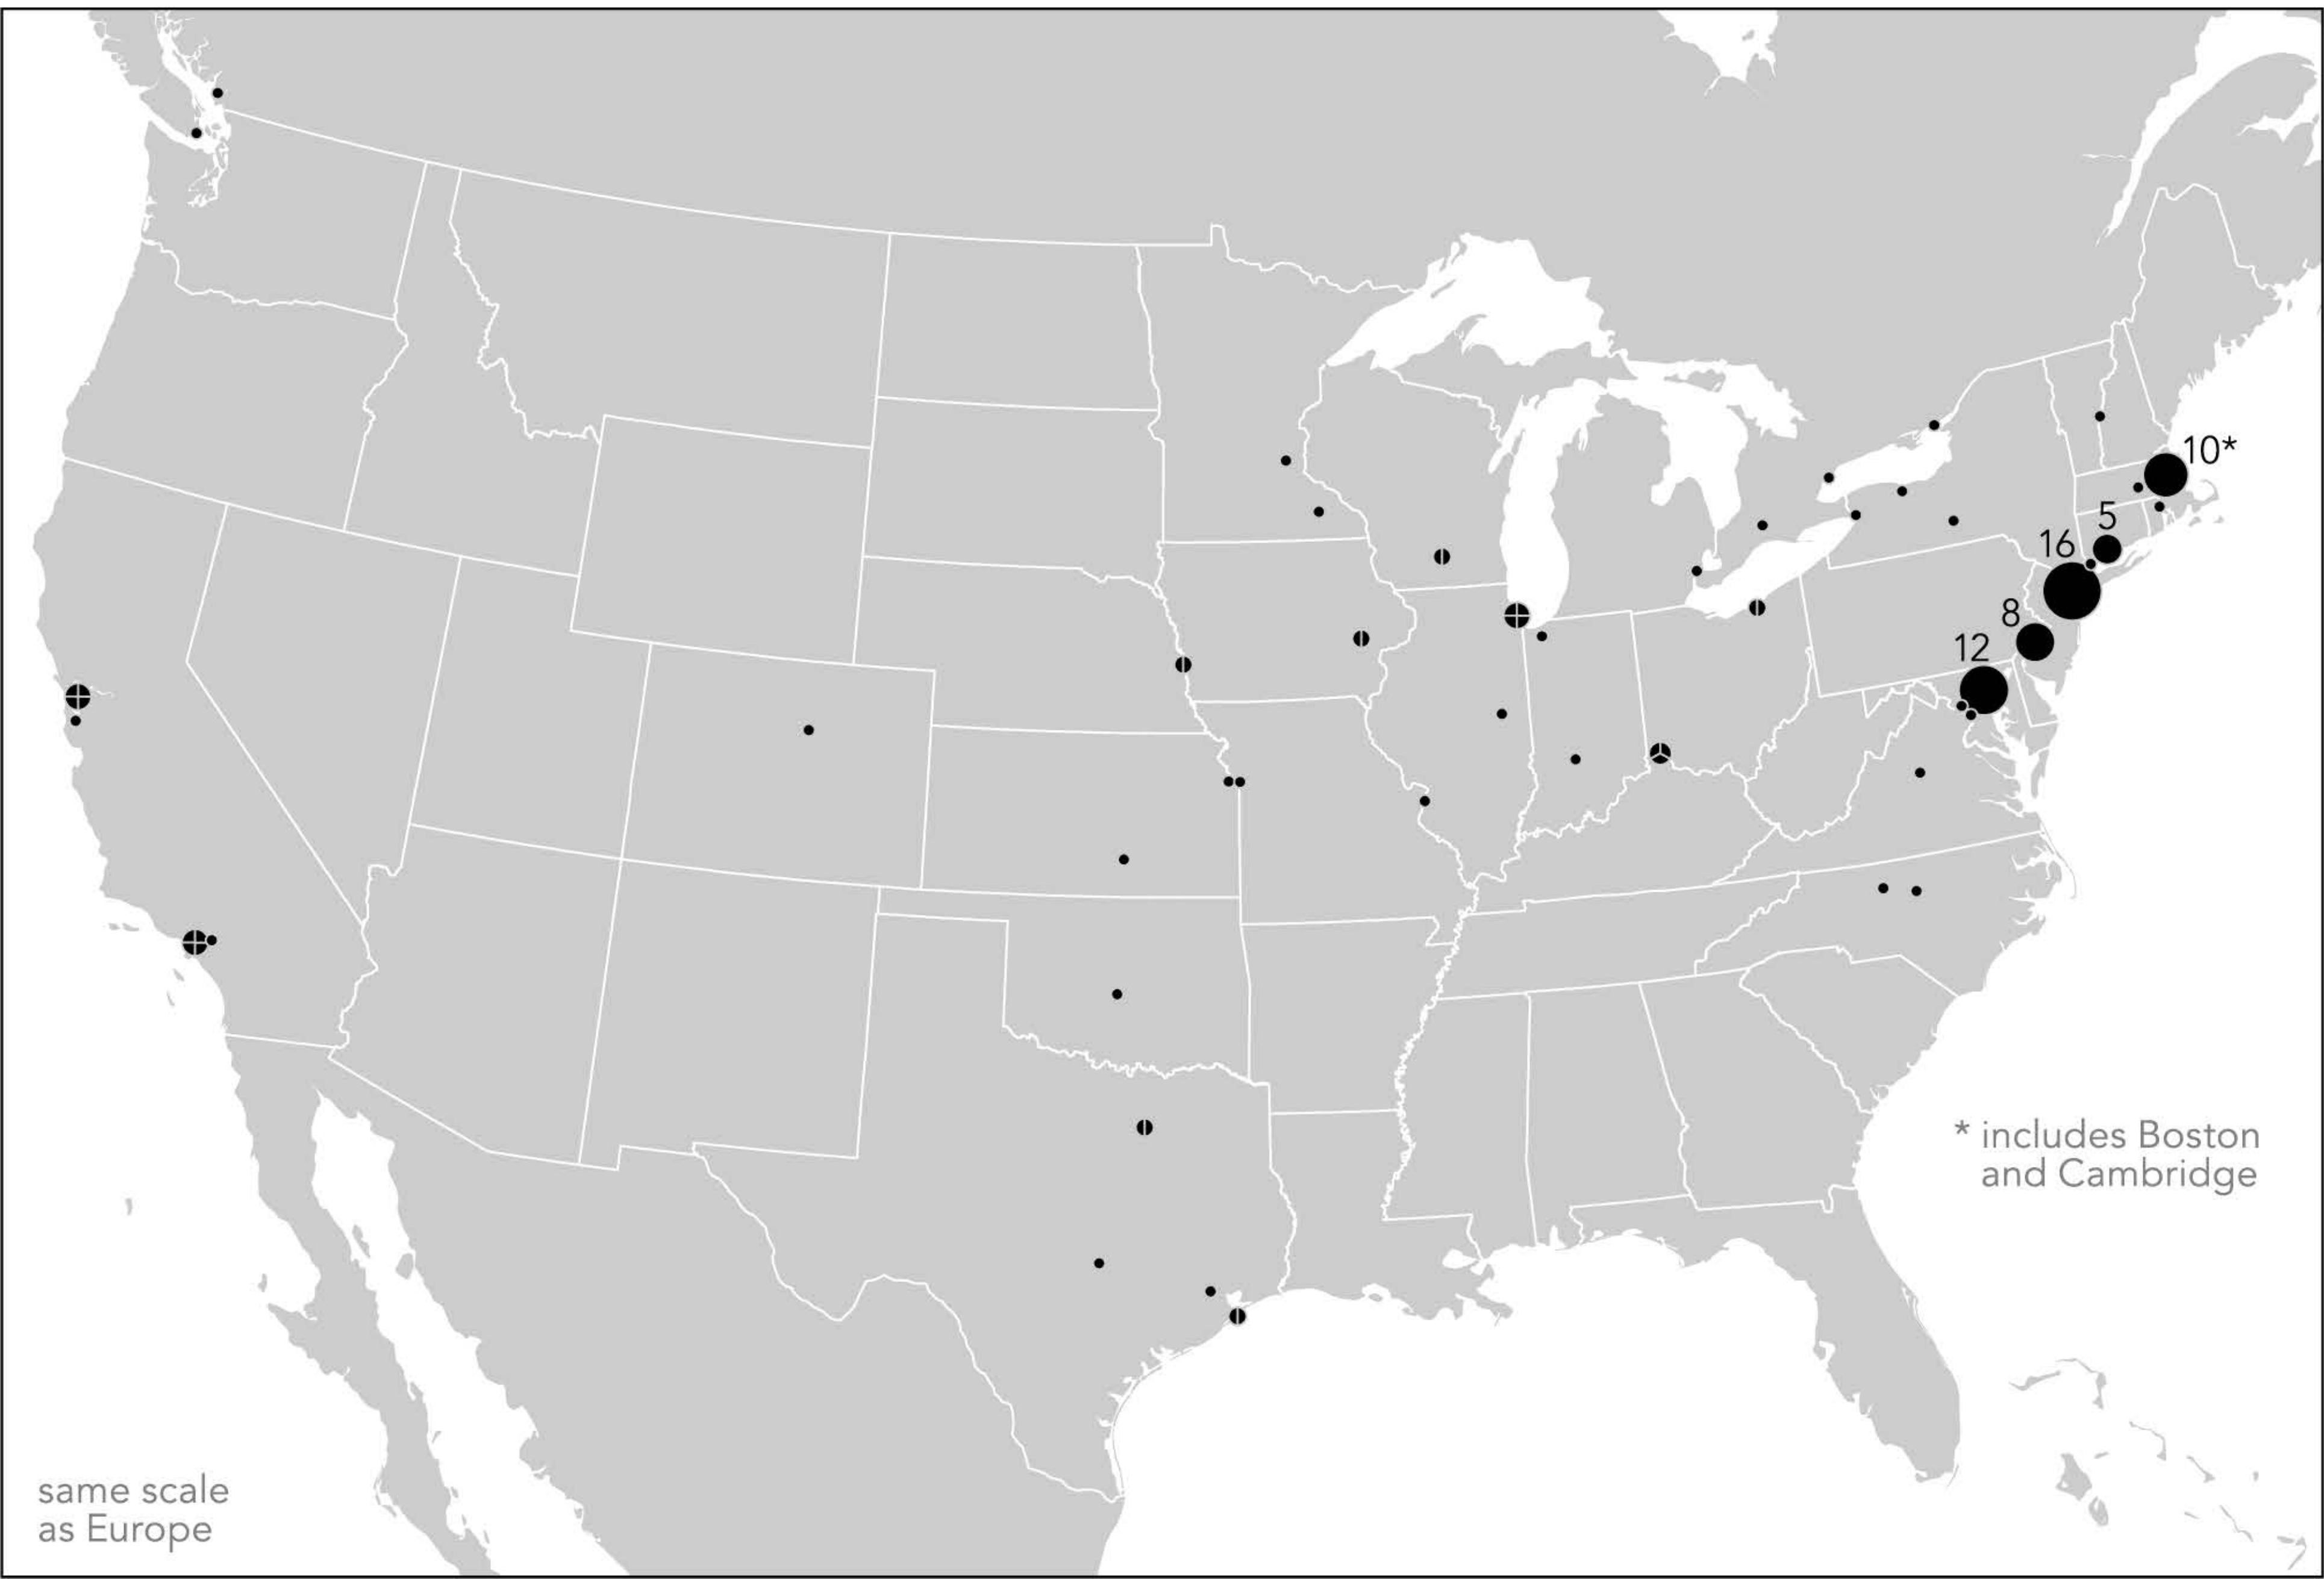 10*
5
16
8
12
* includes Boston
and Cambridge
same scale
as Europe